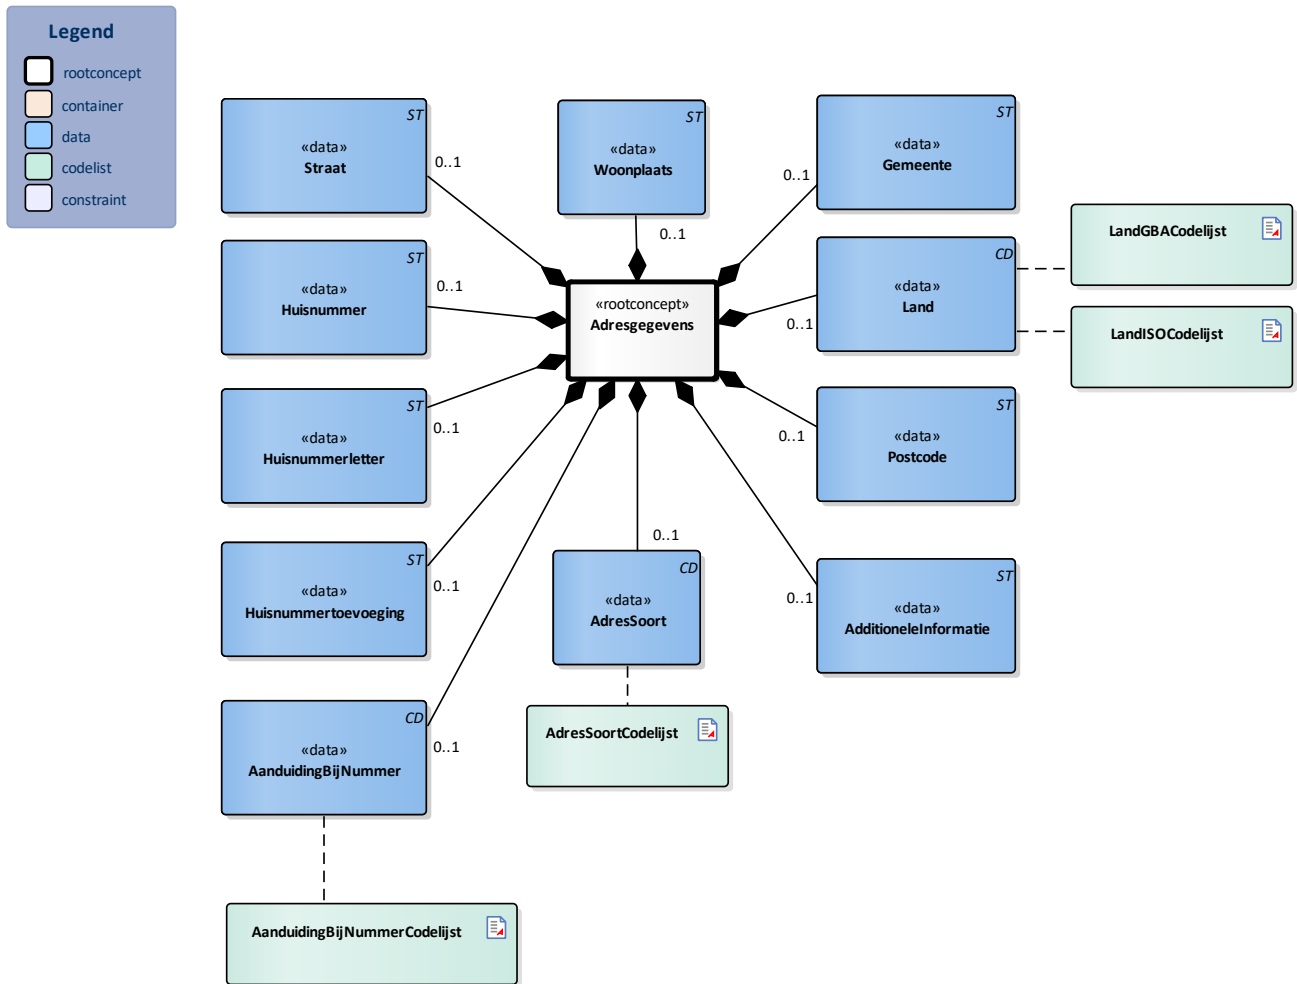 Legend
rootconcept
container
data
codelist
constraint
ST
«data»
Straat
0..1
ST
«data»
Woonplaats
0..1
ST
«data»
Gemeente
0..1
ST
«data»
Huisnummer
0..1
«rootconcept»
Adresgegevens
CD
«data»
Land
0..1
LandGBACodelijst
LandISOCodelijst
ST
«data»
Huisnummerletter
0..1
ST
«data»
Postcode
0..1
ST
«data»
Huisnummertoevoeging
0..1
0..1
CD
«data»
AdresSoort
ST
«data»
AdditioneleInformatie
0..1
CD
«data»
AanduidingBijNummer
0..1
AdresSoortCodelijst
AanduidingBijNummerCodelijst